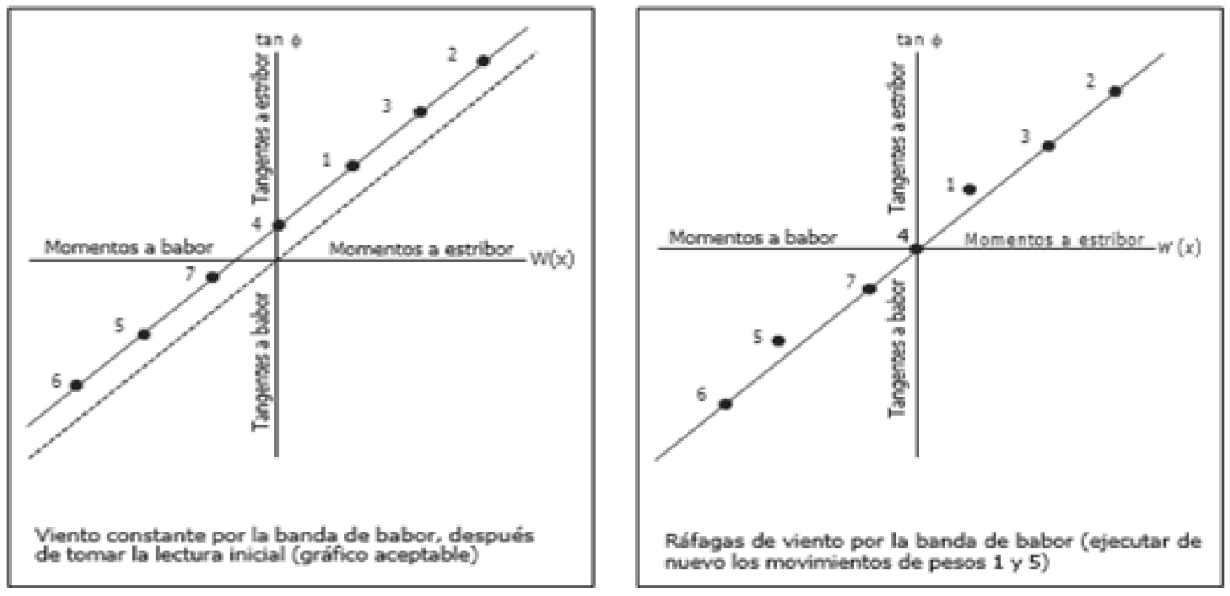 tan ϕ
Tangentes a estribor
2
3
1
4
Momentos a babor
Momentos a estribor
W(x)
7
5
6
Tangentes a babor
Viento constante por la banda de babor, después
de tomar la lectura inicial (gráfico aceptable)
tan ϕ
Tangentes a estribor
2
3
1
4
Momentos a babor
Momentos a estribor
w (x)
7
5
6
Tangentes a babor
Ráfagas de viento por la banda de babor (ejecutar de
nuevo los movimientos de pesos 1 y 5)